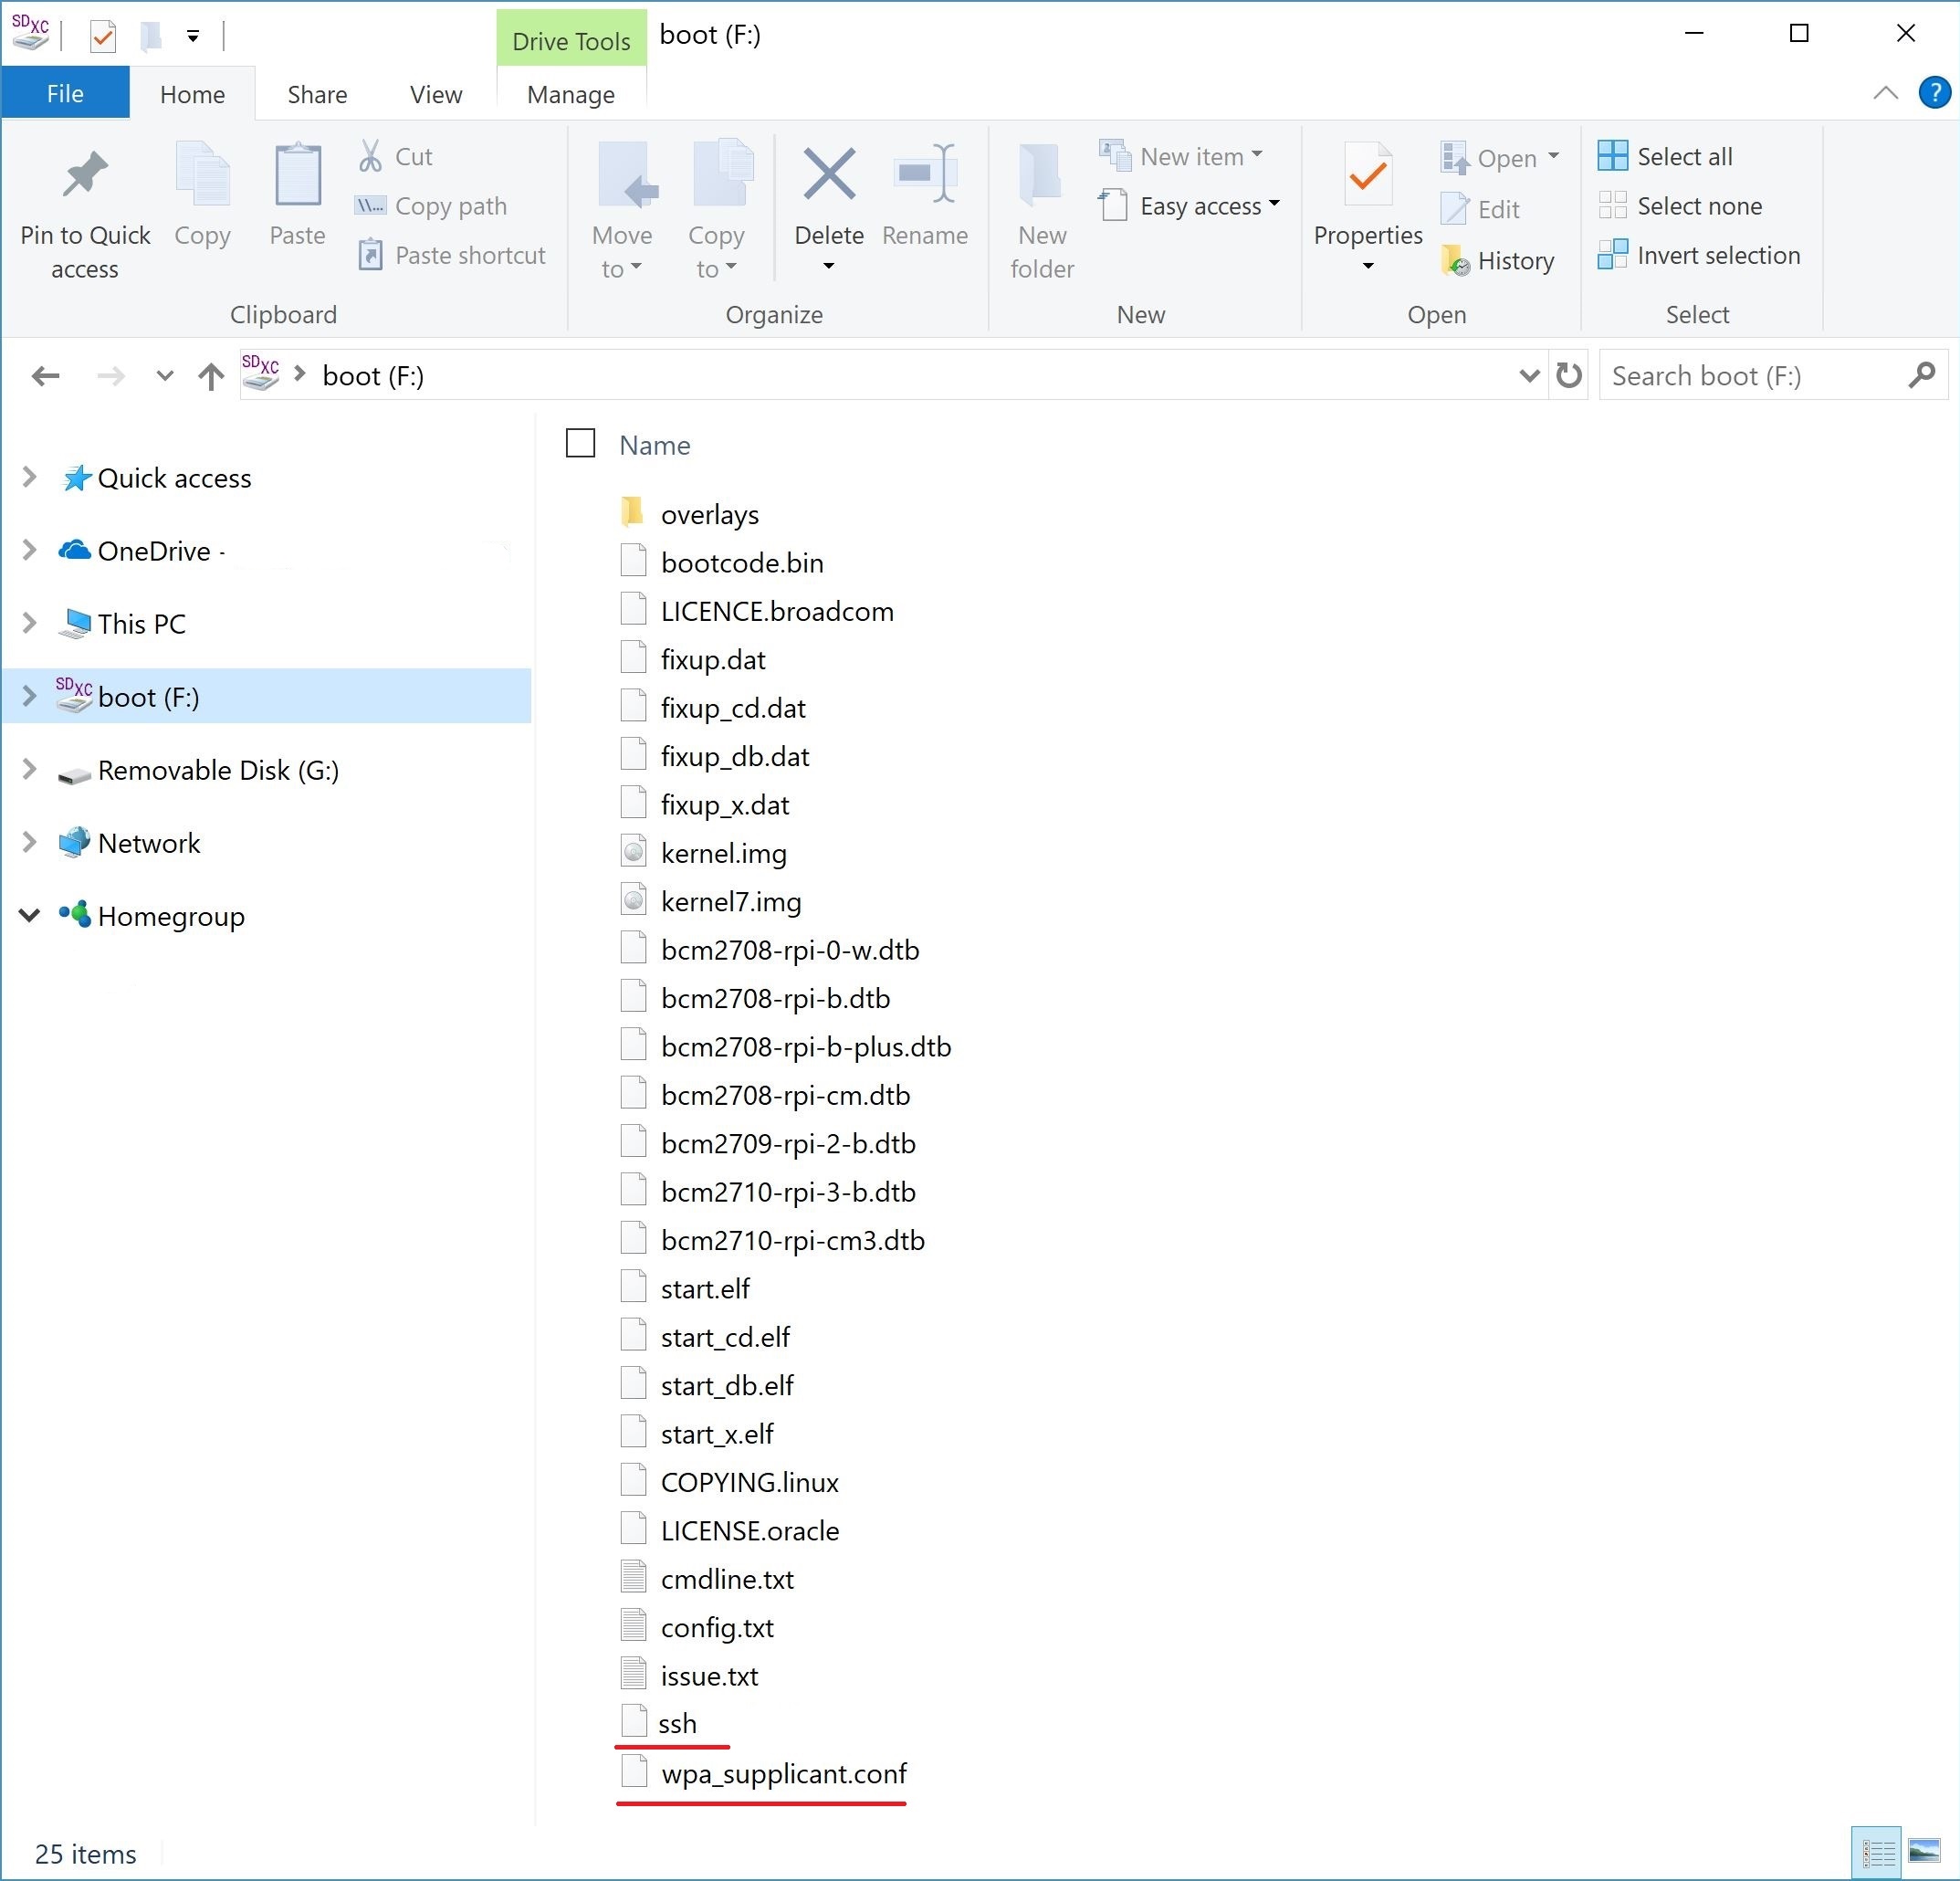 SDXC
Drive Tools
boot (F:)
File
Home
Share
View
Manage
?
Pin to Quick access
Copy
Paste
Cut
\\...
Copy path
Paste shortcut
Clipboard
Move to
Copy to
Delete
Rename
Organize
New folder
New item
Easy access
New
Properties
Open
Edit
History
Open
Select all
Select none
Invert selection
Select
SDXC
boot (F:)
Search boot (F:)
Quick access
OneDrive -
This PC
SDXC
boot (F:)
Removable Disk (G:)
Network
Homegroup
Name
overlays
bootcode.bin
LICENCE.broadcom
fixup.dat
fixup_cd.dat
fixup_db.dat
fixup_x.dat
kernel.img
kernel7.img
bcm2708-rpi-0-w.dtb
bcm2708-rpi-b.dtb
bcm2708-rpi-b-plus.dtb
bcm2708-rpi-cm.dtb
bcm2709-rpi-2-b.dtb
bcm2710-rpi-3-b.dtb
bcm2710-rpi-cm3.dtb
start.elf
start_cd.elf
start_db.elf
start_x.elf
COPYING.linux
LICENSE.oracle
cmdline.txt
config.txt
issue.txt
ssh
wpa_supplicant.conf
25 items